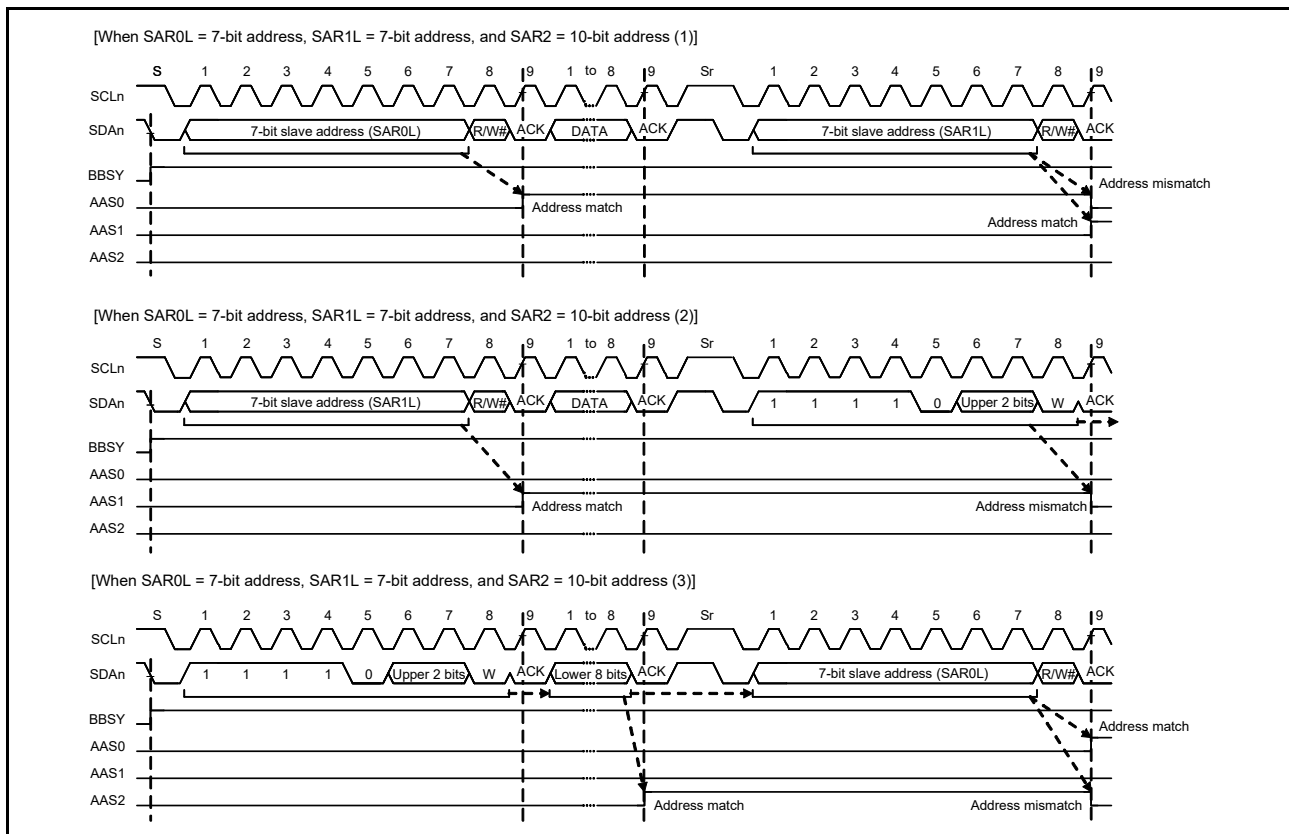 [When SAR0L = 7-bit address, SAR1L = 7-bit address, and SAR2 = 10-bit address (1)]
S 1 2 3 4 5 6 7 8 9 1 to 8 9 Sr 1 2 3 4 5 6 7 8 9
SCLn
SDAn 7-bit slave address (SAR0L) R/W# ACK DATA ACK 7-bit slave address (SAR1L) R/W# ACK
BBSY
Address mismatch
AAS0 Address match
Address match
AAS1
AAS2
[When SAR0L = 7-bit address, SAR1L = 7-bit address, and SAR2 = 10-bit address (2)]
S 1 2 3 4 5 6 7 8 9 1 to 8 9 Sr 1 2 3 4 5 6 7 8 9
SCLn
SDAn 7-bit slave address (SAR1L) R/W# ACK DATA ACK 1 1 1 1 0 Upper 2 bits W ACK
BBSY
AAS0
AAS1 Address match Address mismatch
AAS2
[When SAR0L = 7-bit address, SAR1L = 7-bit address, and SAR2 = 10-bit address (3)]
S 1 2 3 4 5 6 7 8 9 1 to 8 9 Sr 1 2 3 4 5 6 7 8 9
SCLn
SDAn 1 1 1 1 0 Upper 2 bits W ACK Lower 8 bits ACK 7-bit slave address (SAR0L) R/W# ACK
BBSY
Address match
AAS0
AAS1
AAS2 Address match Address mismatch